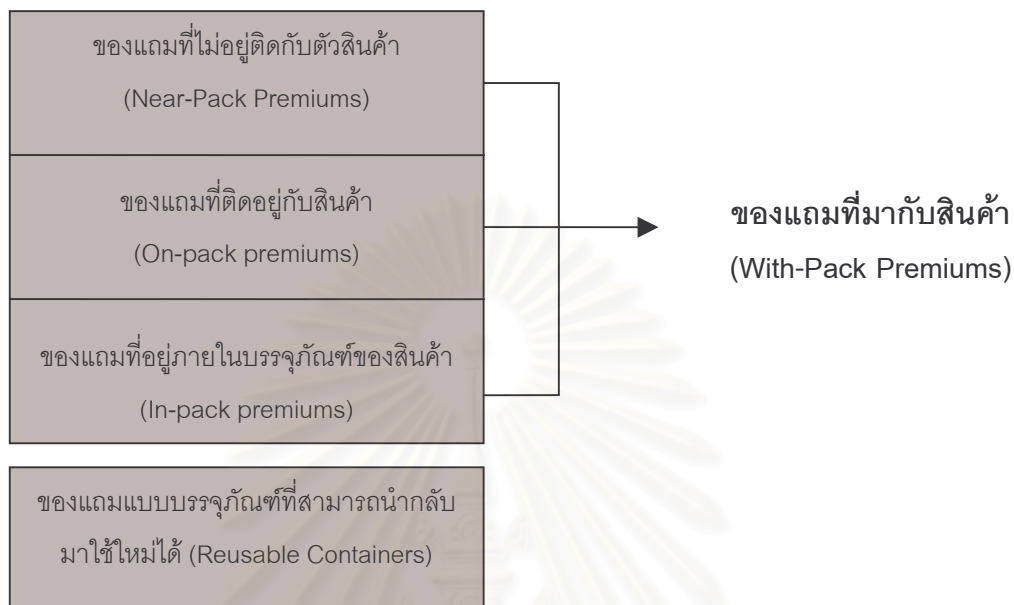 ของแถมที่ไม่อยู่ติดกับตัวสินค้า
(Near-Pack Premiums)
ของแถมที่ติดอยู่กับสินค้า
(On-pack premiums)
ของแถมที่อยู่ภายในบรรจุภัณฑ์ของสินค้า
(In-pack premiums)
ของแถมแบบบรรจุภัณฑ์ที่สามารถนำกลับ
มาใช้ใหม่ได้ (Reusable Containers)
ของแถมที่มากับสินค้า
(With-Pack Premiums)